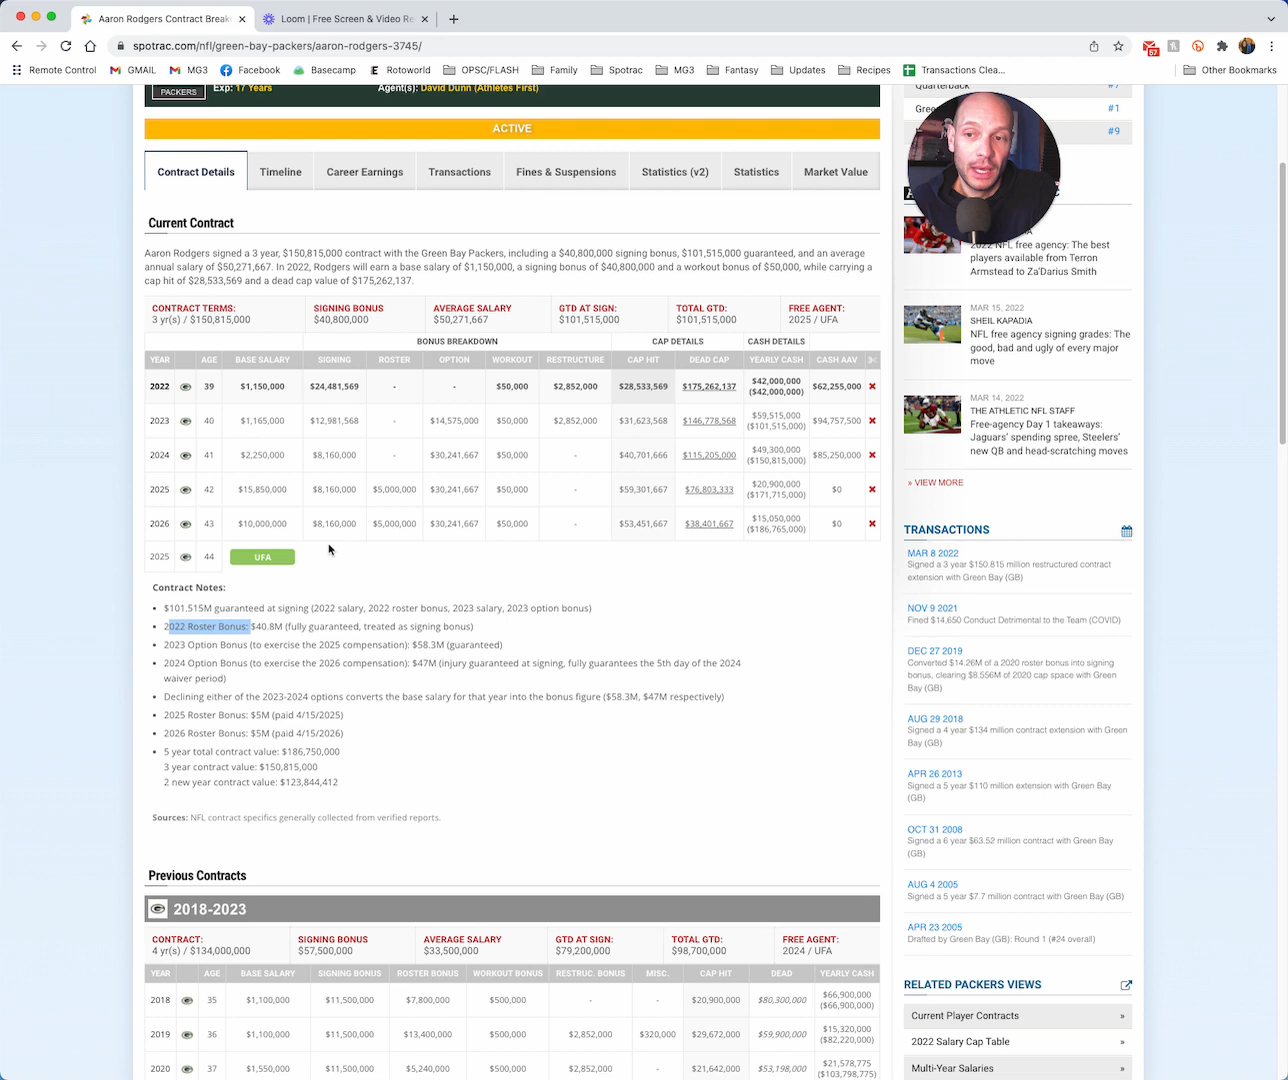 Aaron Rodgers Contract Break
Loom | Free Screen & Video Re
spotrac.com/nfl/green-bay-packers/aaron-rodgers-3745/
57
Remote Control
GMAIL
MG3
Facebook
Basecamp
Rotoworld
OPSC/FLASH
Family
Spotrac
MG3
Fantasy
Updates
Recipes
Transactions Clea...
Other Bookmarks
PACKERS
Exp: 17 Years
Agent(s): David Dunn (Athletes First)
ACTIVE
Contract Details
Timeline
Career Earnings
Transactions
Fines & Suspensions
Statistics (v2)
Statistics
Market Value
Current Contract
Aaron Rodgers signed a 3 year, $150,815,000 contract with the Green Bay Packers, including a $40,800,000 signing bonus, $101,515,000 guaranteed, and an average
annual salary of $50,271,667. In 2022, Rodgers will earn a base salary of $1,150,000, a signing bonus of $40,800,000 and a workout bonus of $50,000, while carrying a
cap hit of $28,533,569 and a dead cap value of $175,262,137.
CONTRACT TERMS: SIGNING BONUS AVERAGE SALARY GTD AT SIGN: TOTAL GTD: FREE AGENT:
3 yr(s) / $150,815,000 $40,800,000 $50,271,667 $101,515,000 $101,515,000 2025 / UFA
BONUS BREAKDOWN CAP DETAILS CASH DETAILS
YEAR AGE BASE SALARY SIGNING ROSTER OPTION WORKOUT RESTRUCTURE CAP HIT DEAD CAP YEARLY CASH CASH AAV
2022 39 $1,150,000 $24,481,569 - - $50,000 $2,852,000 $28,533,569 $175,262,137 $42,000,000 ($42,000,000) $62,255,000
2023 40 $1,165,000 $12,981,568 - $14,575,000 $50,000 $2,852,000 $31,623,568 $146,778,568 $59,515,000 ($101,515,000) $94,757,500
2024 41 $2,250,000 $8,160,000 - $30,241,667 $50,000 - $40,701,666 $115,205,000 $49,300,000 ($150,815,000) $85,250,000
2025 42 $15,850,000 $8,160,000 $5,000,000 $30,241,667 $50,000 - $59,301,667 $76,803,333 $20,900,000 ($171,715,000) $0
2026 43 $10,000,000 $8,160,000 $5,000,000 $30,241,667 $50,000 - $53,451,667 $38,401,667 $15,050,000 ($186,765,000) $0
2025 44 UFA
Contract Notes:
• $101.515M guaranteed at signing (2022 salary, 2022 roster bonus, 2023 salary, 2023 option bonus)
• 2022 Roster Bonus: $40.8M (fully guaranteed, treated as signing bonus)
• 2023 Option Bonus (to exercise the 2025 compensation): $58.3M (guaranteed)
• 2024 Option Bonus (to exercise the 2026 compensation): $47M (injury guaranteed at signing, fully guarantees the 5th day of the 2024
waiver period)
• Declining either of the 2023-2024 options converts the base salary for that year into the bonus figure ($58.3M, $47M respectively)
• 2025 Roster Bonus: $5M (paid 4/15/2025)
• 2026 Roster Bonus: $5M (paid 4/15/2026)
• 5 year total contract value: $186,750,000
3 year contract value: $150,815,000
2 new year contract value: $123,844,412
Sources: NFL contract specifics generally collected from verified reports.
Previous Contracts
2018-2023
CONTRACT: SIGNING BONUS AVERAGE SALARY GTD AT SIGN: TOTAL GTD: FREE AGENT:
4 yr(s) / $134,000,000 $57,500,000 $33,500,000 $79,200,000 $98,700,000 2024 / UFA
YEAR AGE BASE SALARY SIGNING BONUS ROSTER BONUS WORKOUT BONUS RESTRUC. BONUS MISC. CAP HIT DEAD YEARLY CASH
2018 35 $1,100,000 $11,500,000 $7,800,000 $500,000 - - $20,900,000 $80,300,000 $66,900,000 ($66,900,000)
2019 36 $1,100,000 $11,500,000 $13,400,000 $500,000 $2,852,000 $320,000 $29,672,000 $59,900,000 $15,320,000 ($82,220,000)
2020 37 $1,550,000 $11,500,000 $5,240,000 $500,000 $2,852,000 - $21,642,000 $53,198,000 $21,578,775 ($103,798,775)
Quarterback #7
Gree #1
#9
2022 NFL free agency: The best
players available from Terron
Armstead to Za'Darius Smith
MAR 15, 2022
SHEIL KAPADIA
NFL free agency signing grades: The
good, bad and ugly of every major
move
MAR 14, 2022
THE ATHLETIC NFL STAFF
Free-agency Day 1 takeaways:
Jaguars' spending spree, Steelers'
new QB and head-scratching moves
» VIEW MORE
TRANSACTIONS
MAR 8 2022
Signed a 3 year $150.815 million restructured contract
extension with Green Bay (GB)
NOV 9 2021
Fined $14,650 Conduct Detrimental to the Team (COVID)
DEC 27 2019
Converted $14.26M of a 2020 roster bonus into signing
bonus, clearing $8.556M of 2020 cap space with Green
Bay (GB)
AUG 29 2018
Signed a 4 year $134 million contract extension with Green
Bay (GB)
APR 26 2013
Signed a 5 year $110 million extension with Green Bay
(GB)
OCT 31 2008
Signed a 6 year $63.52 million contract with Green Bay
(GB)
AUG 4 2005
Signed a 5 year $7.7 million contract with Green Bay (GB)
APR 23 2005
Drafted by Green Bay (GB): Round 1 (#24 overall)
RELATED PACKERS VIEWS
Current Player Contracts »
2022 Salary Cap Table »
Multi-Year Salaries »